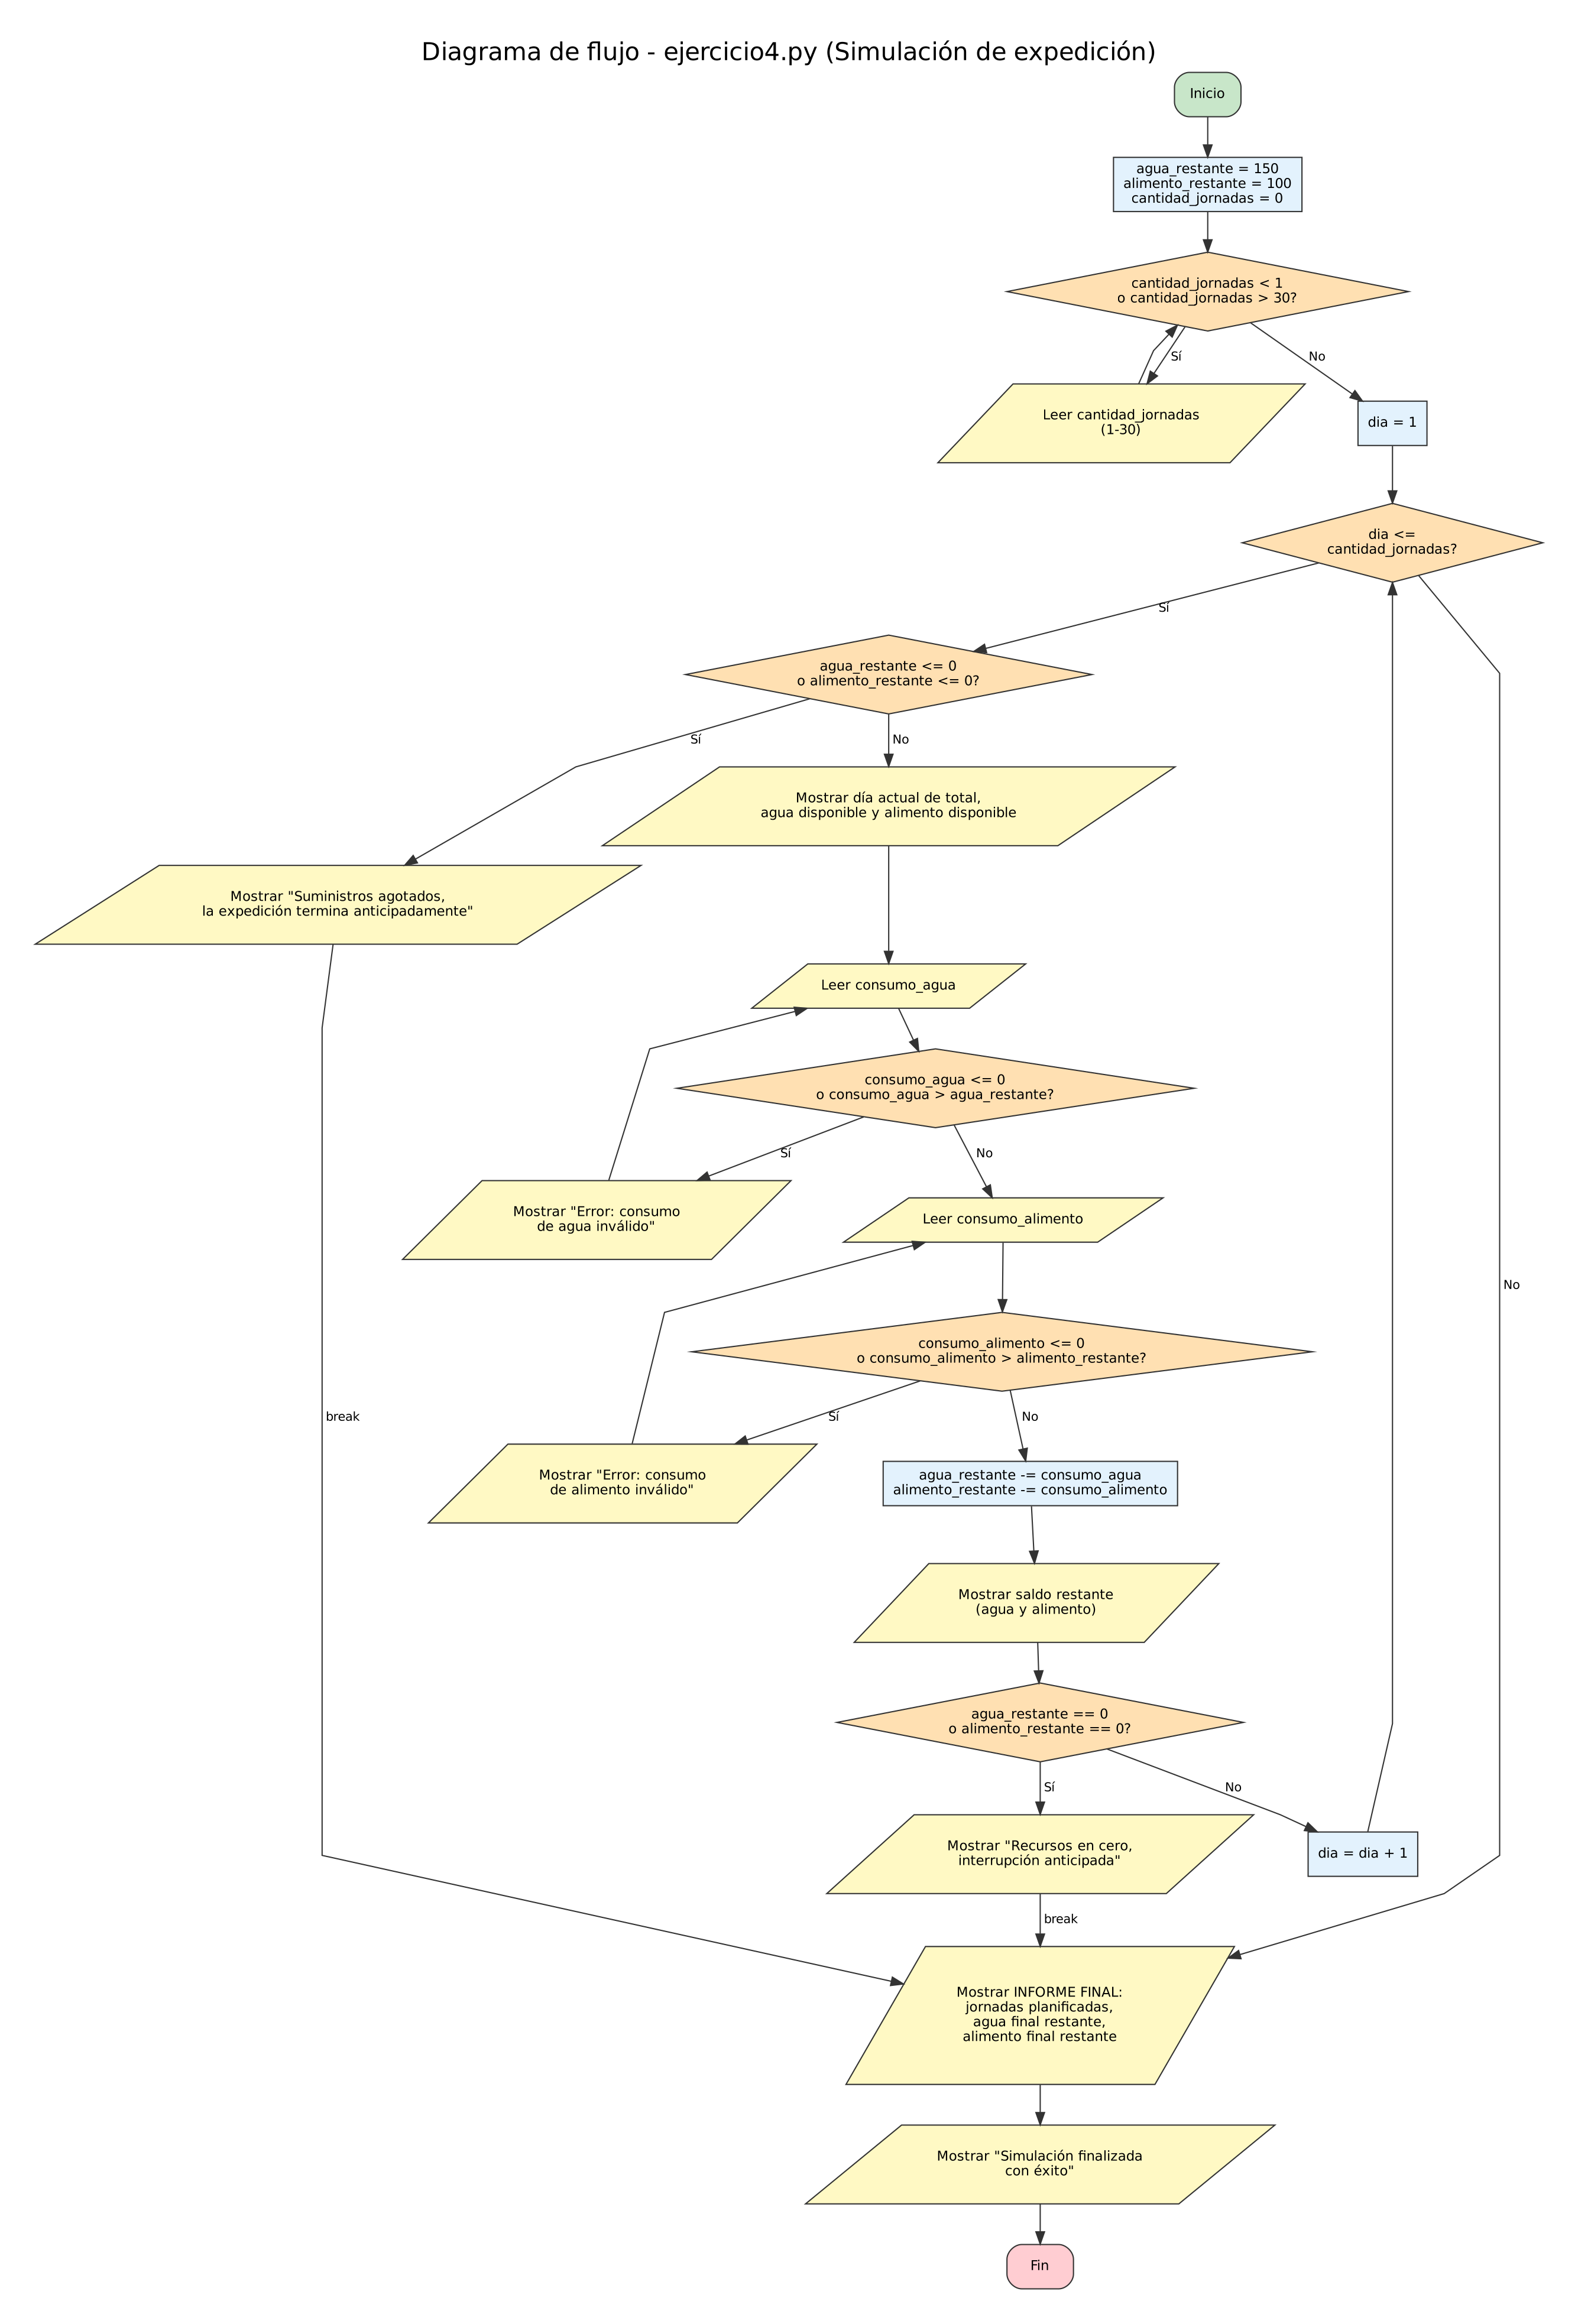 Diagrama de flujo - ejercicio4.py (Simulación de expedición)
Inicio
agua_restante = 150
alimento_restante = 100
cantidad_jornadas = 0
cantidad_jornadas < 1
o cantidad_jornadas > 30?
Sí
No
Leer cantidad_jornadas
(1-30)
dia = 1
dia <=
cantidad_jornadas?
Sí
agua_restante <= 0
o alimento_restante <= 0?
Sí
No
Mostrar día actual de total,
agua disponible y alimento disponible
Mostrar "Suministros agotados,
la expedición termina anticipadamente"
Leer consumo_agua
consumo_agua <= 0
o consumo_agua > agua_restante?
Sí
No
Mostrar "Error: consumo
de agua inválido"
Leer consumo_alimento
No
consumo_alimento <= 0
o consumo_alimento > alimento_restante?
break
Sí
No
Mostrar "Error: consumo
de alimento inválido"
agua_restante -= consumo_agua
alimento_restante -= consumo_alimento
Mostrar saldo restante
(agua y alimento)
agua_restante == 0
o alimento_restante == 0?
Sí
No
Mostrar "Recursos en cero,
interrupción anticipada"
dia = dia + 1
break
Mostrar INFORME FINAL:
jornadas planificadas,
agua final restante,
alimento final restante
Mostrar "Simulación finalizada
con éxito"
Fin